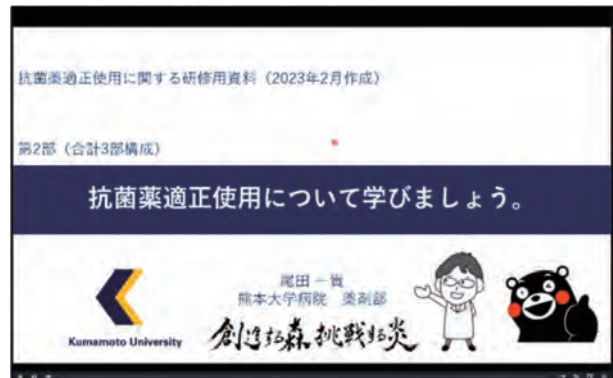 抗菌薬適正使用に関する研修用資料（2023年2月作成）
第2部（合計3部構成）
抗菌薬適正使用について学びましょう。
尾田 一貴
熊本大学病院　薬剤部
創造する森 挑戦する炎
Kumamoto University